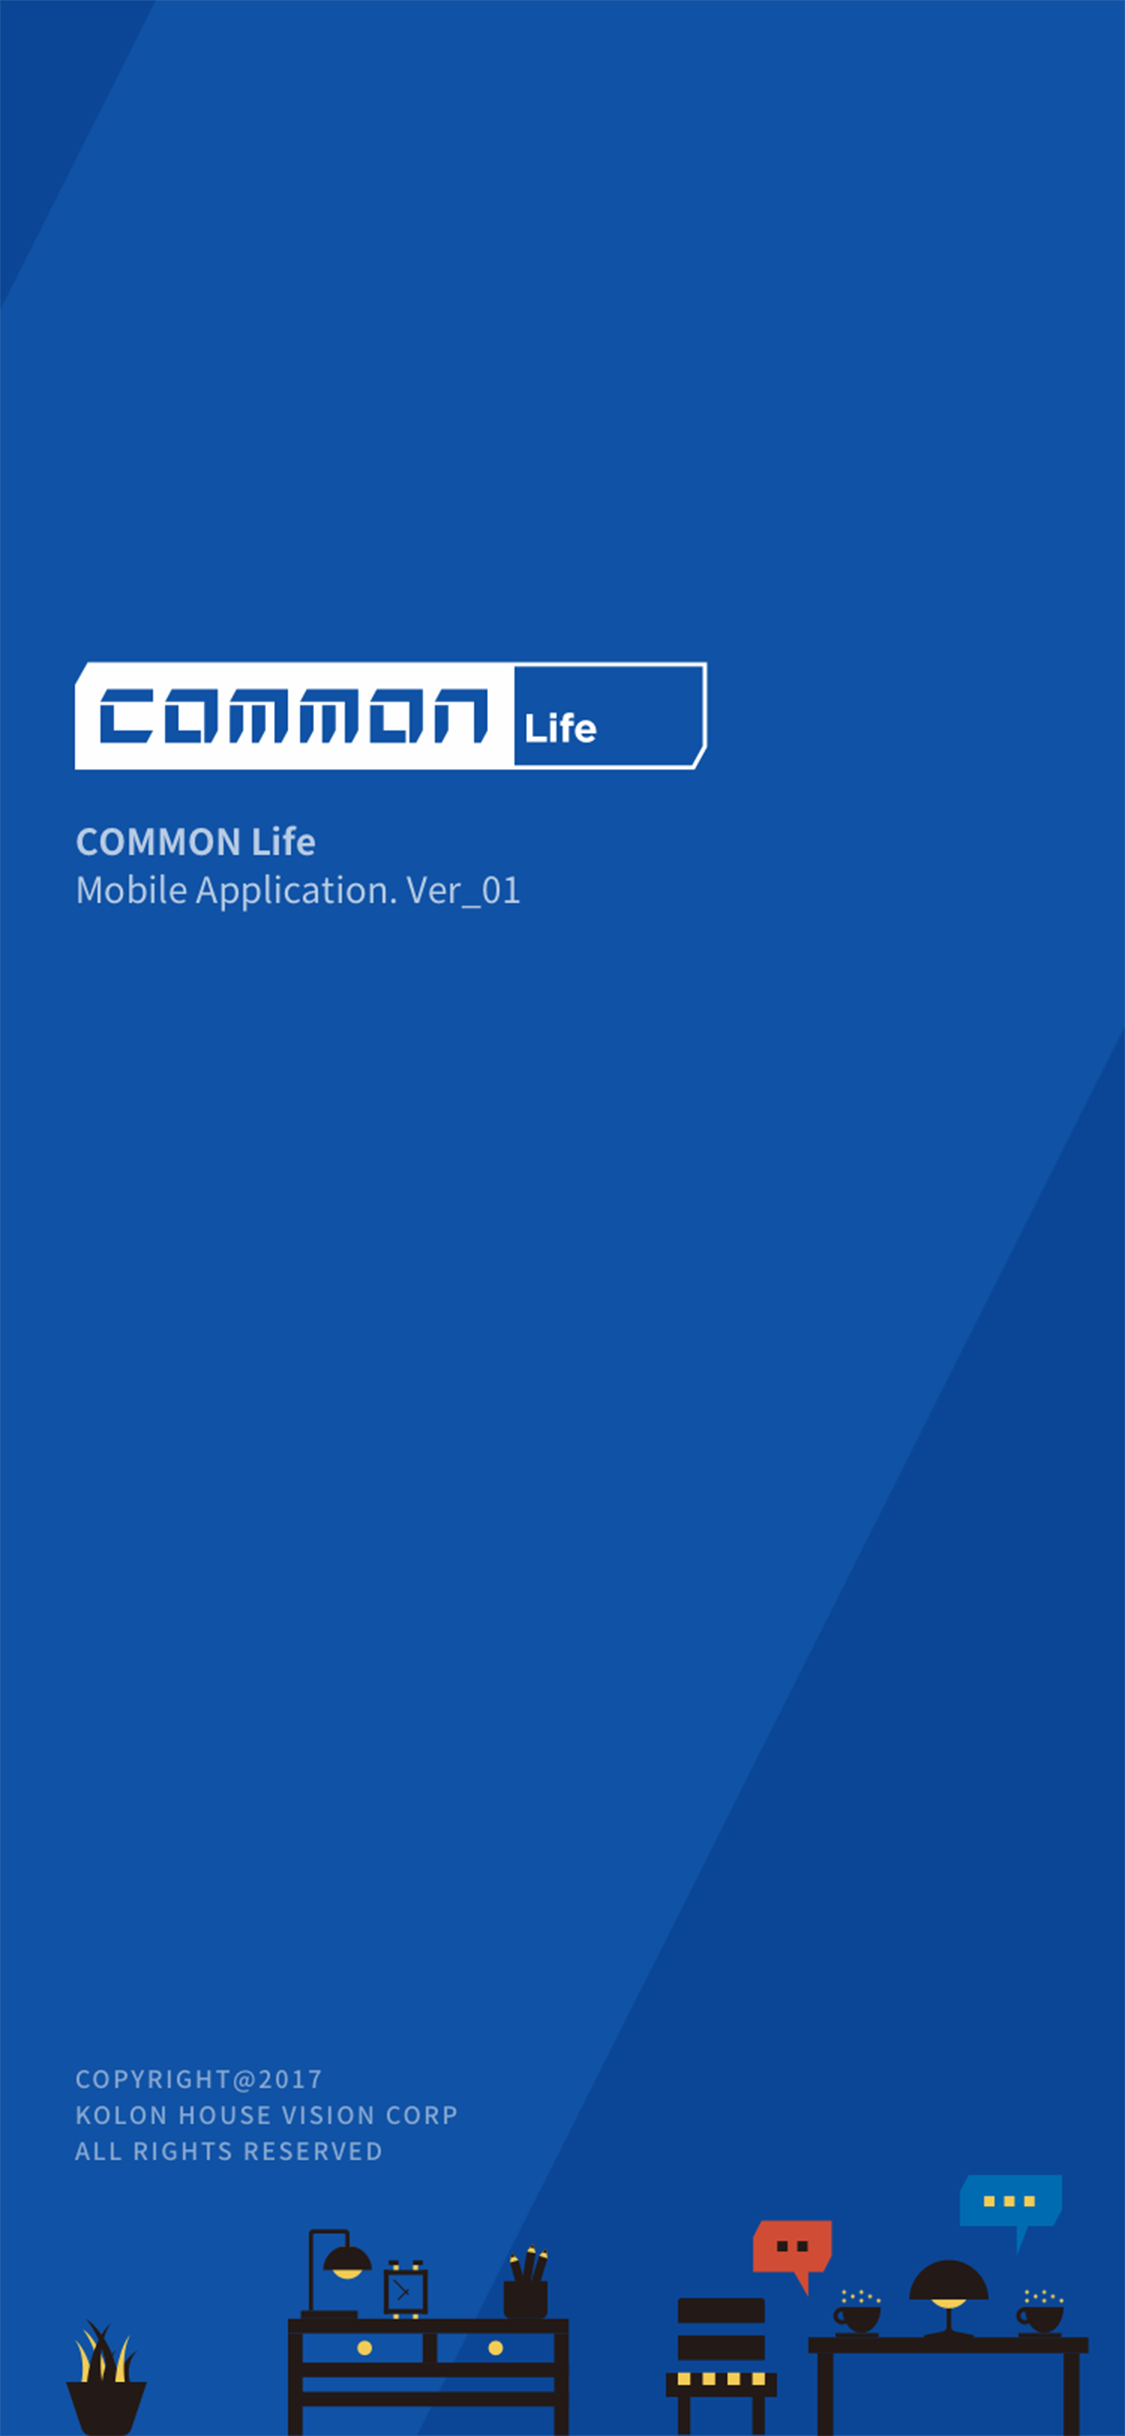 COMMON Life
COMMON Life
Mobile Application. Ver_01
COPYRIGHT@2017
KOLON HOUSE VISION CORP
ALL RIGHTS RESERVED